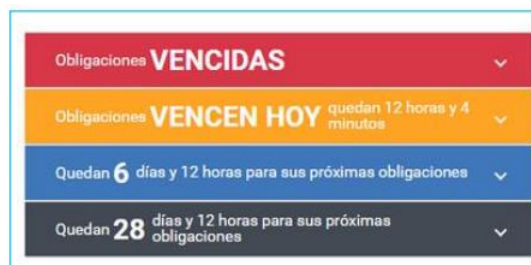 Obligaciones VENCIDAS
Obligaciones VENCEN HOY quedan 12 horas y 4
minutos
Quedan 6 días y 12 horas para sus próximas obligaciones
Quedan 28 días y 12 horas para sus próximas
obligaciones